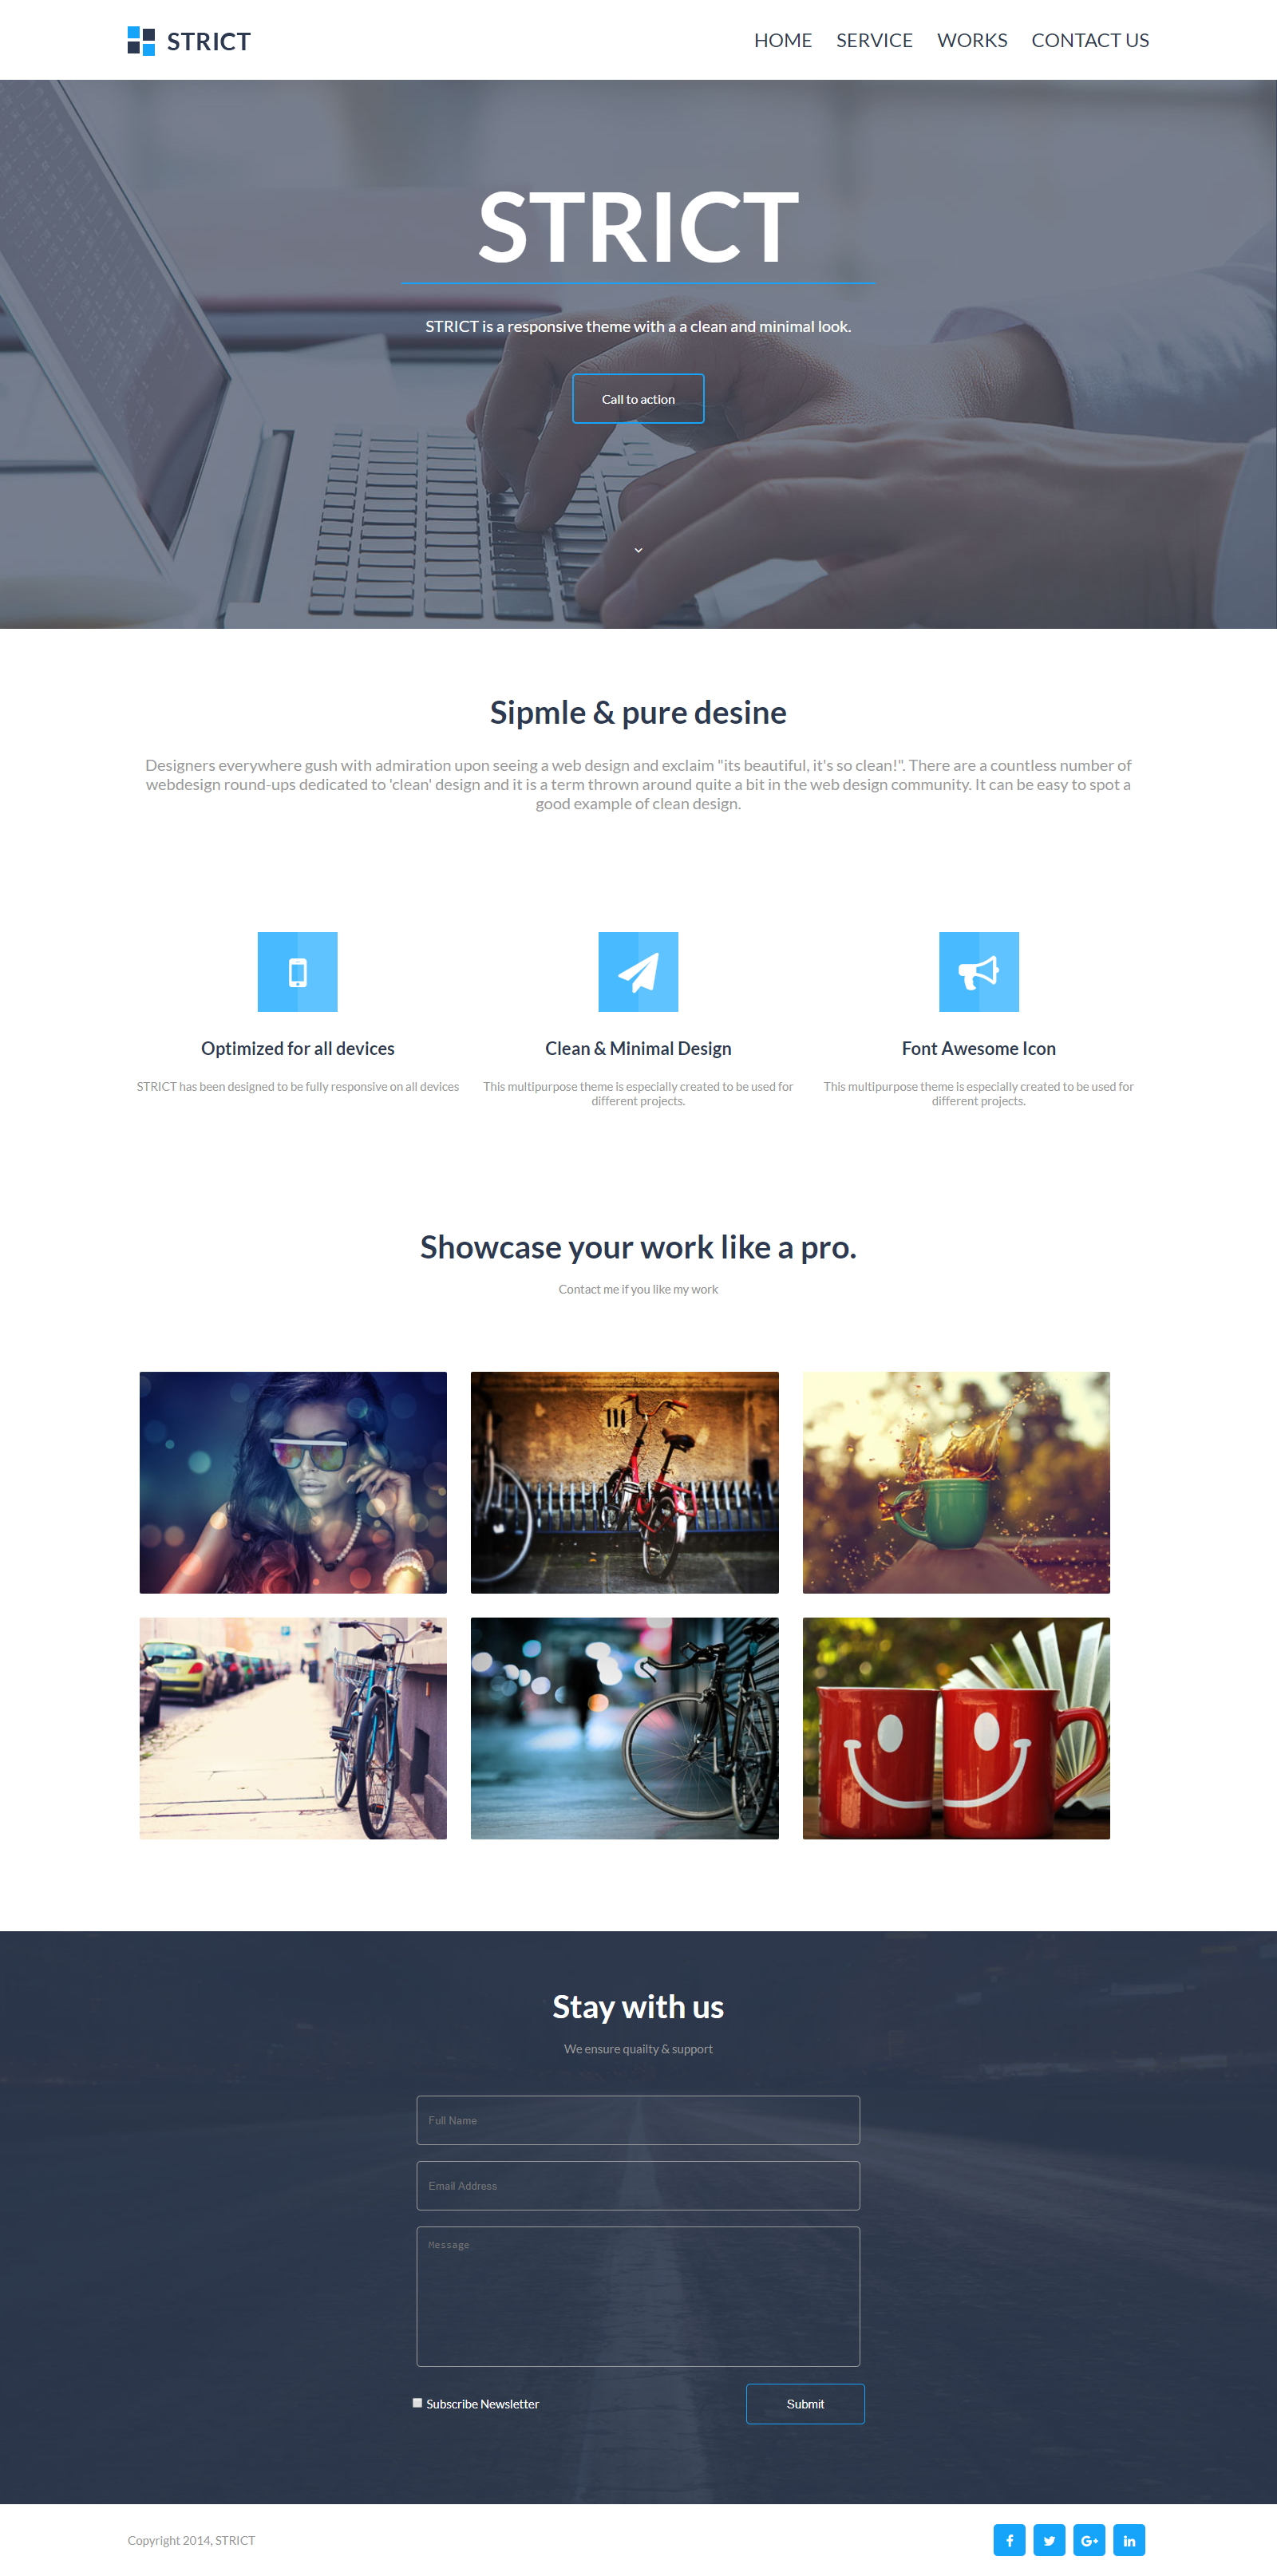 STRICT
HOME SERVICE WORKS CONTACT US
STRICT
STRICT is a responsive theme with a a clean and minimal look.
Call to action
Sipmle & pure desine
Designers everywhere gush with admiration upon seeing a web design and exclaim "its beautiful, it's so clean!". There are a countless number of
webdesign round-ups dedicated to 'clean' design and it is a term thrown around quite a bit in the web design community. It can be easy to spot a
good example of clean design.
Optimized for all devices
STRICT has been designed to be fully responsive on all devices
Clean & Minimal Design
This multipurpose theme is especially created to be used for
different projects.
Font Awesome Icon
This multipurpose theme is especially created to be used for
different projects.
Showcase your work like a pro.
Contact me if you like my work
Stay with us
We ensure quailty & support
Full Name
Email Address
Message
Subscribe Newsletter
Submit
Copyright 2014, STRICT